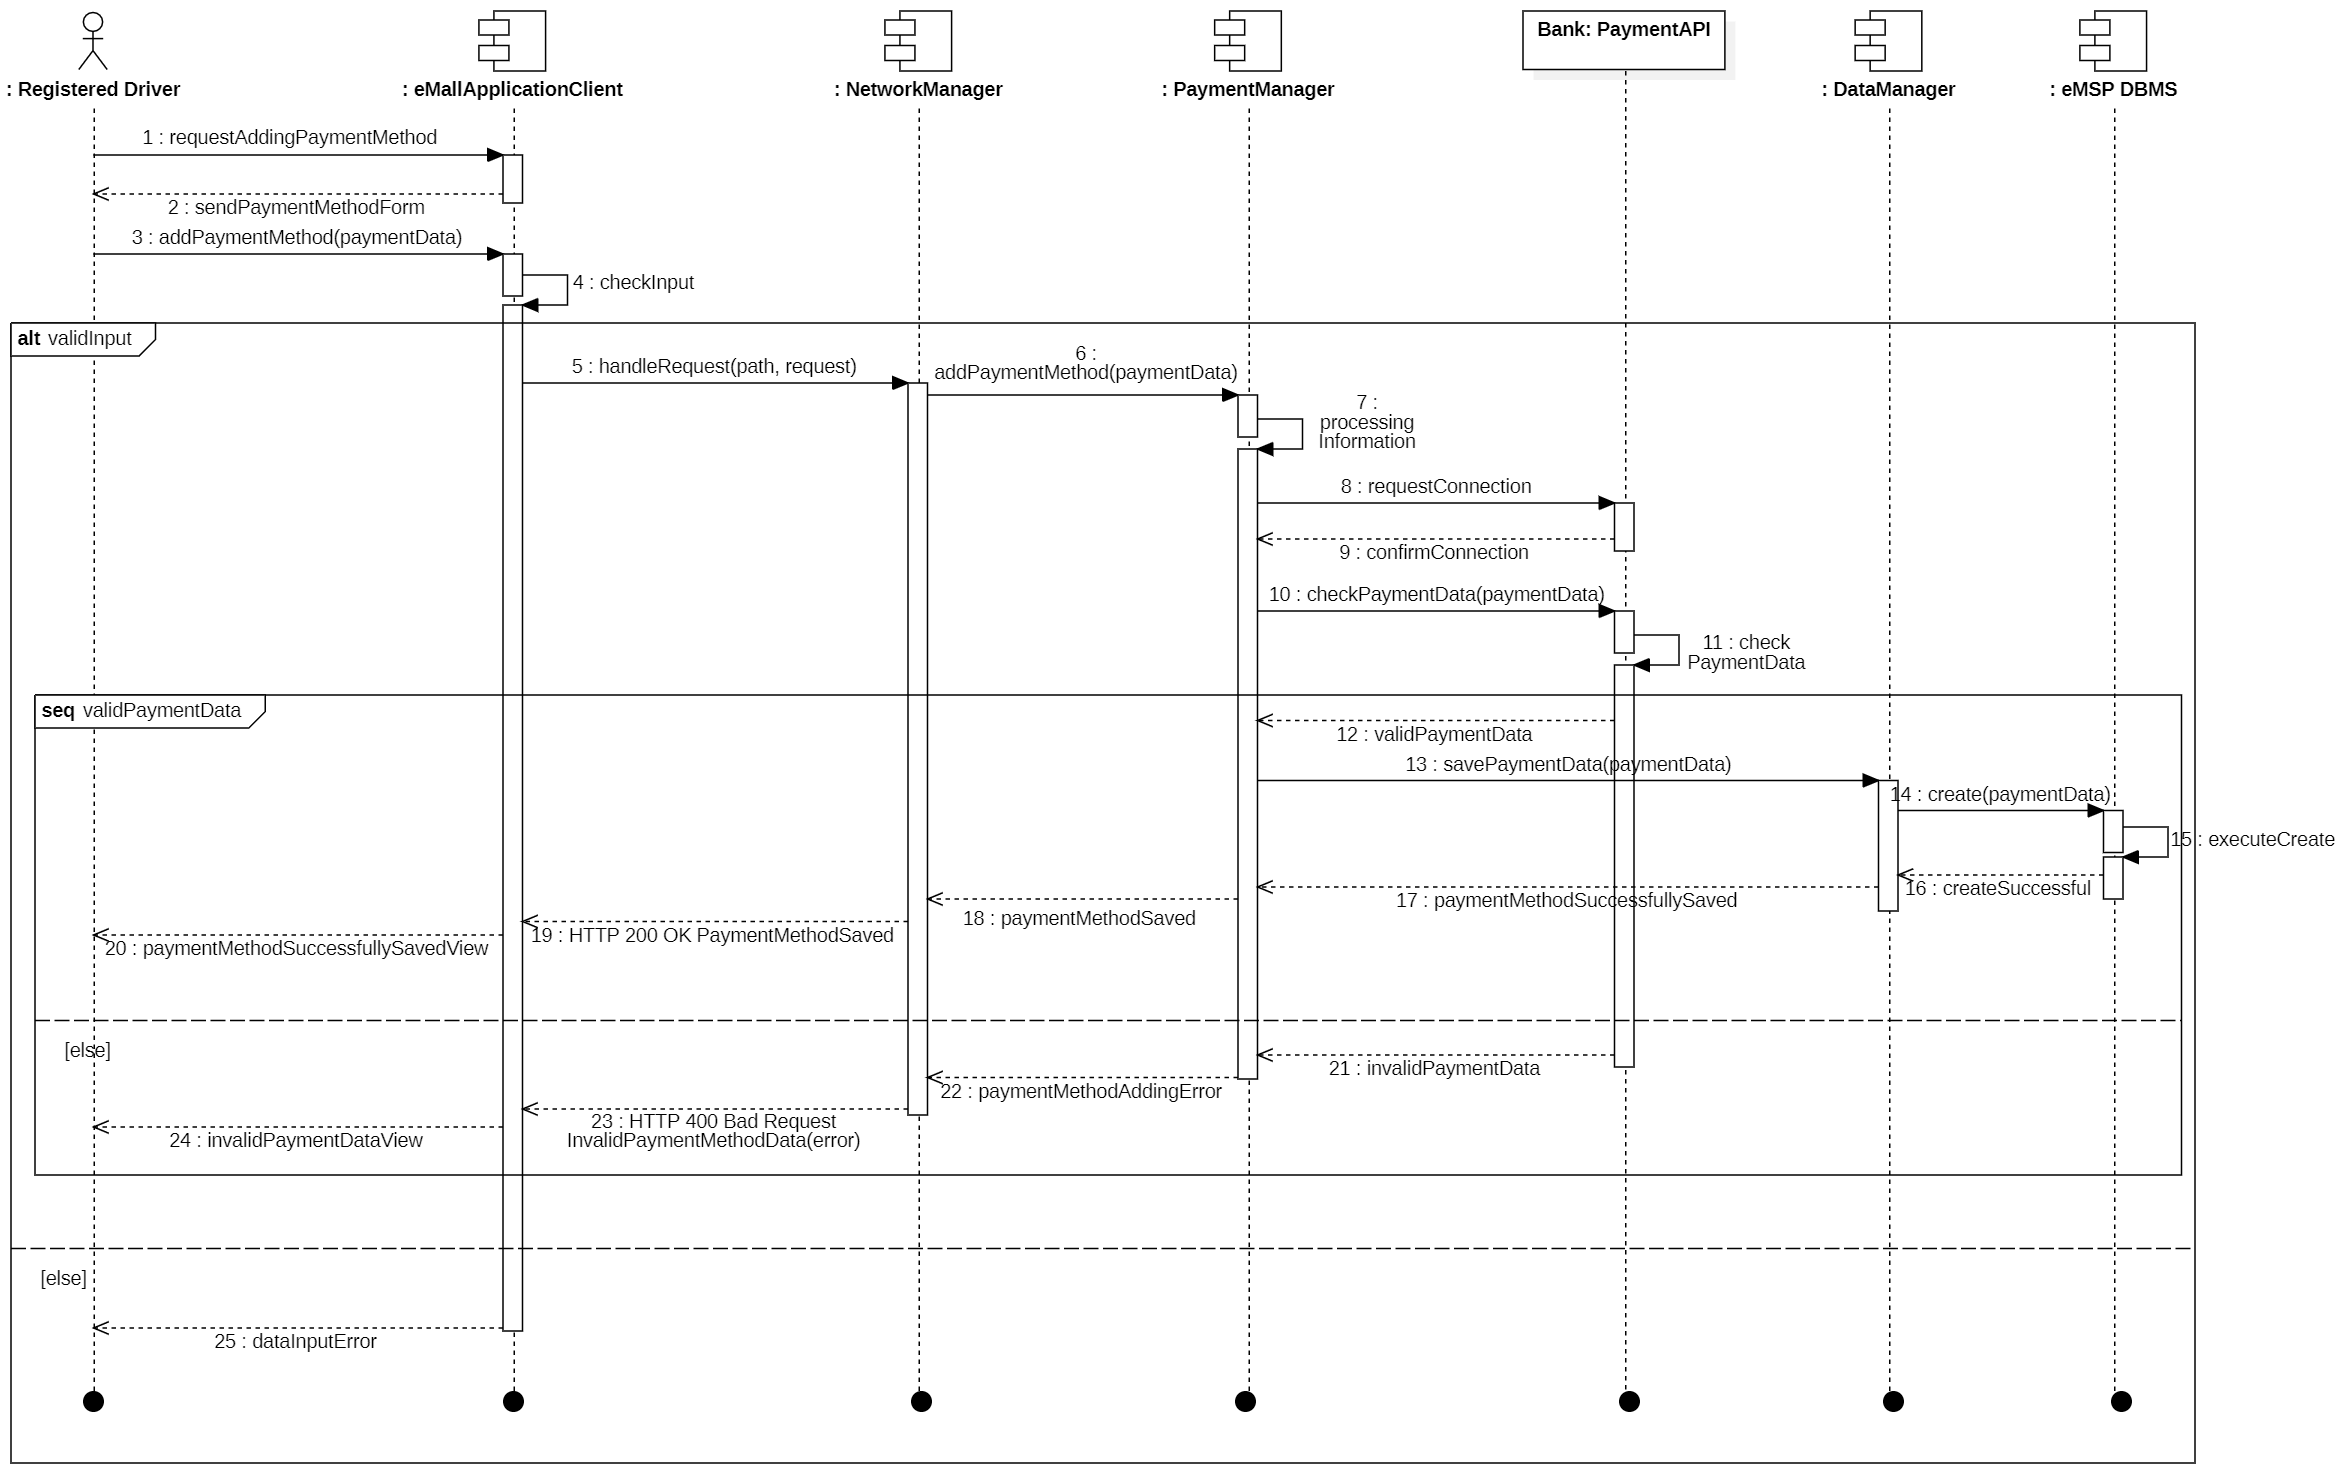 : Registered Driver
: eMallApplicationClient
: NetworkManager
: PaymentManager
Bank: PaymentAPI
: DataManager
: eMSP DBMS
1 : requestAddingPaymentMethod
2 : sendPaymentMethodForm
3 : addPaymentMethod(paymentData)
4 : checkInput
alt validInput
5 : handleRequest(path, request)
6 :
addPaymentMethod(paymentData)
7 :
processing
Information
8 : requestConnection
9 : confirmConnection
10 : checkPaymentData(paymentData)
11 : check
PaymentData
seq validPaymentData
12 : validPaymentData
13 : savePaymentData(paymentData)
14 : create(paymentData)
15 : executeCreate
16 : createSuccessful
17 : paymentMethodSuccessfullySaved
18 : paymentMethodSaved
19 : HTTP 200 OK PaymentMethodSaved
20 : paymentMethodSuccessfullySavedView
[else]
21 : invalidPaymentData
22 : paymentMethodAddingError
23 : HTTP 400 Bad Request
InvalidPaymentMethodData(error)
24 : invalidPaymentDataView
[else]
25 : dataInputError